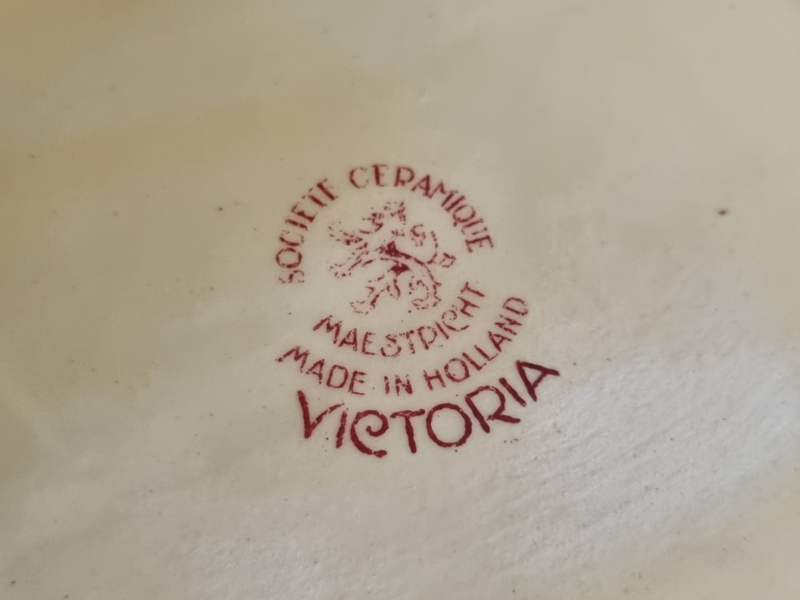 SOCIETE CERAMIQUE
MAESTRICHT
MADE IN HOLLAND
VICTORIA